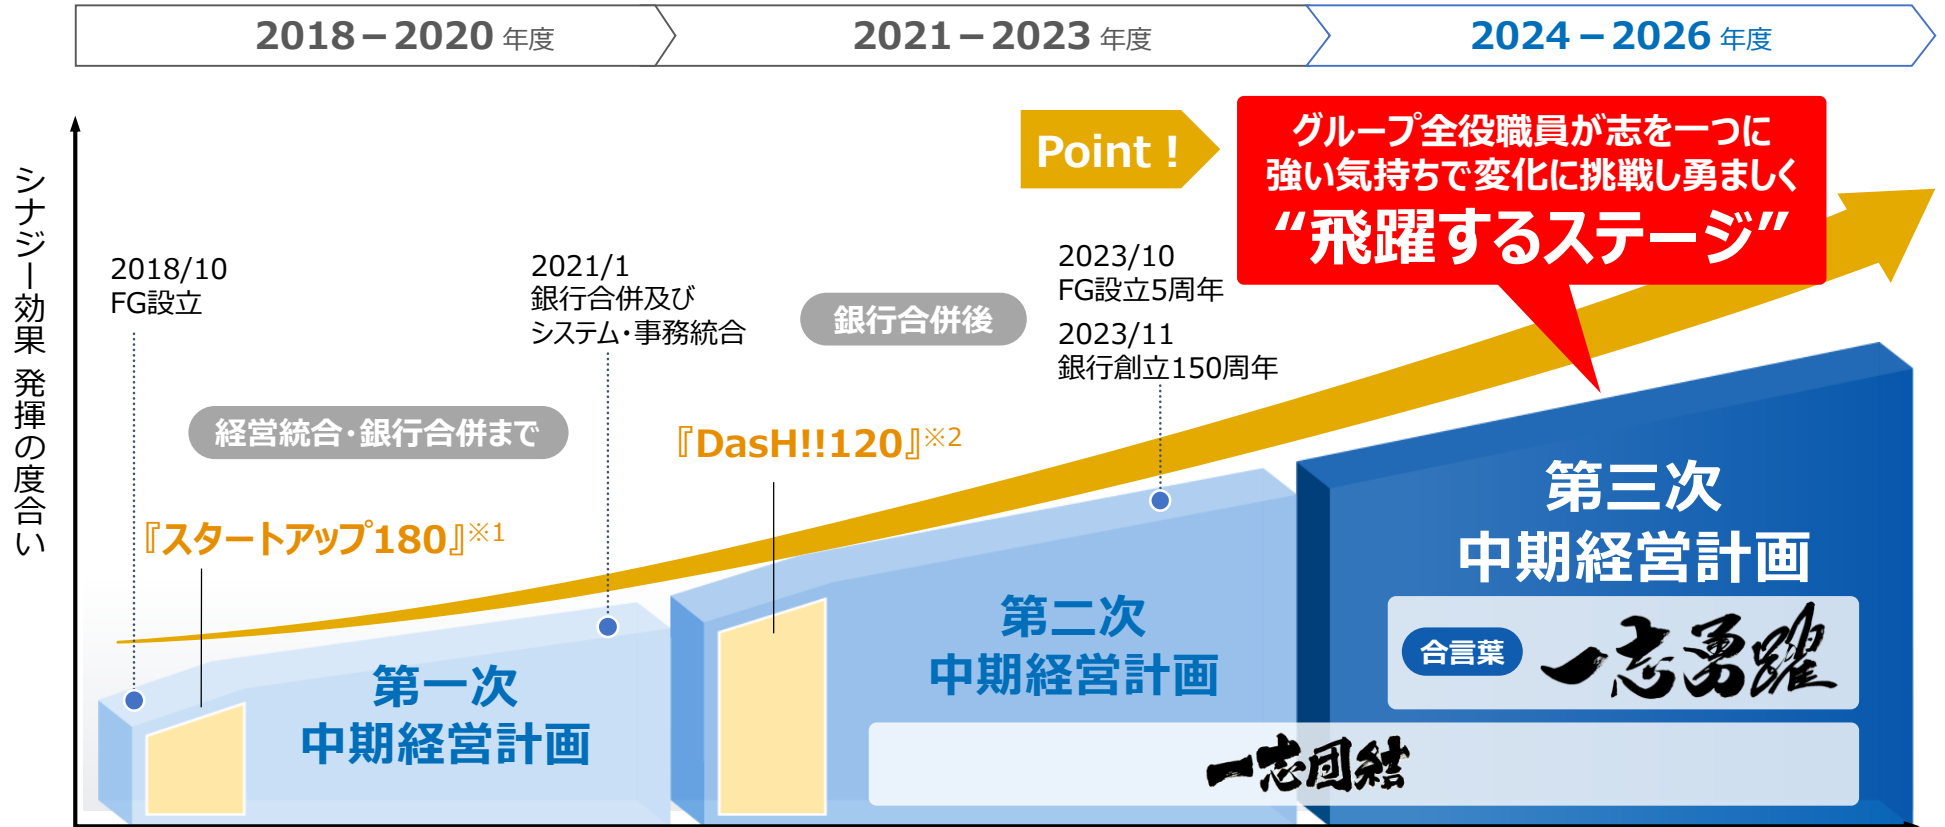 2018－2020 年度
2021－2023 年度
2024－2026 年度
シナジー効果 発揮の度合い
Point！
グループ全役職員が志を一つに
強い気持ちで変化に挑戦し勇ましく
“飛躍するステージ”
2018/10
FG設立
2021/1
銀行合併及び
システム・事務統合
銀行合併後
2023/10
FG設立5周年
2023/11
銀行創立150周年
経営統合・銀行合併まで
『DasH!!120』※2
『スタートアップ180』※1
第一次
中期経営計画
第二次
中期経営計画
第三次
中期経営計画
合言葉
一志勇躍
一志団結